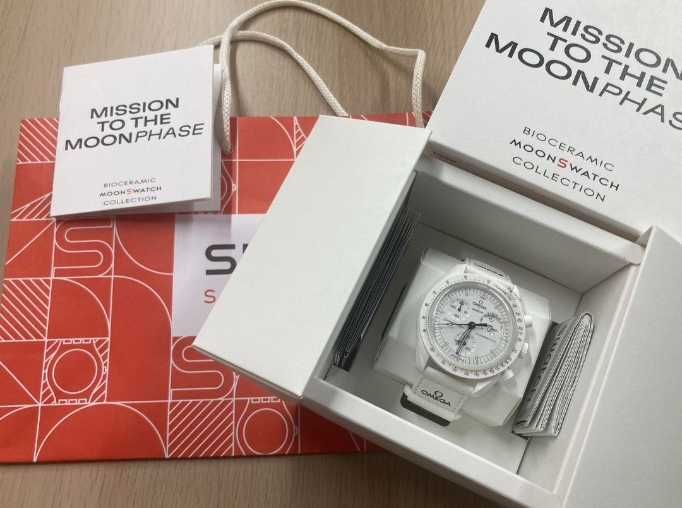 MISSION
TO THE
MOONPHASE
BIOCERAMIC
MOONSWATCH
COLLECTION
MISSION
TO THE
MOONPHASE
BIOCERAMIC
MOONSWATCH
COLLECTION
S
S
OMEGA